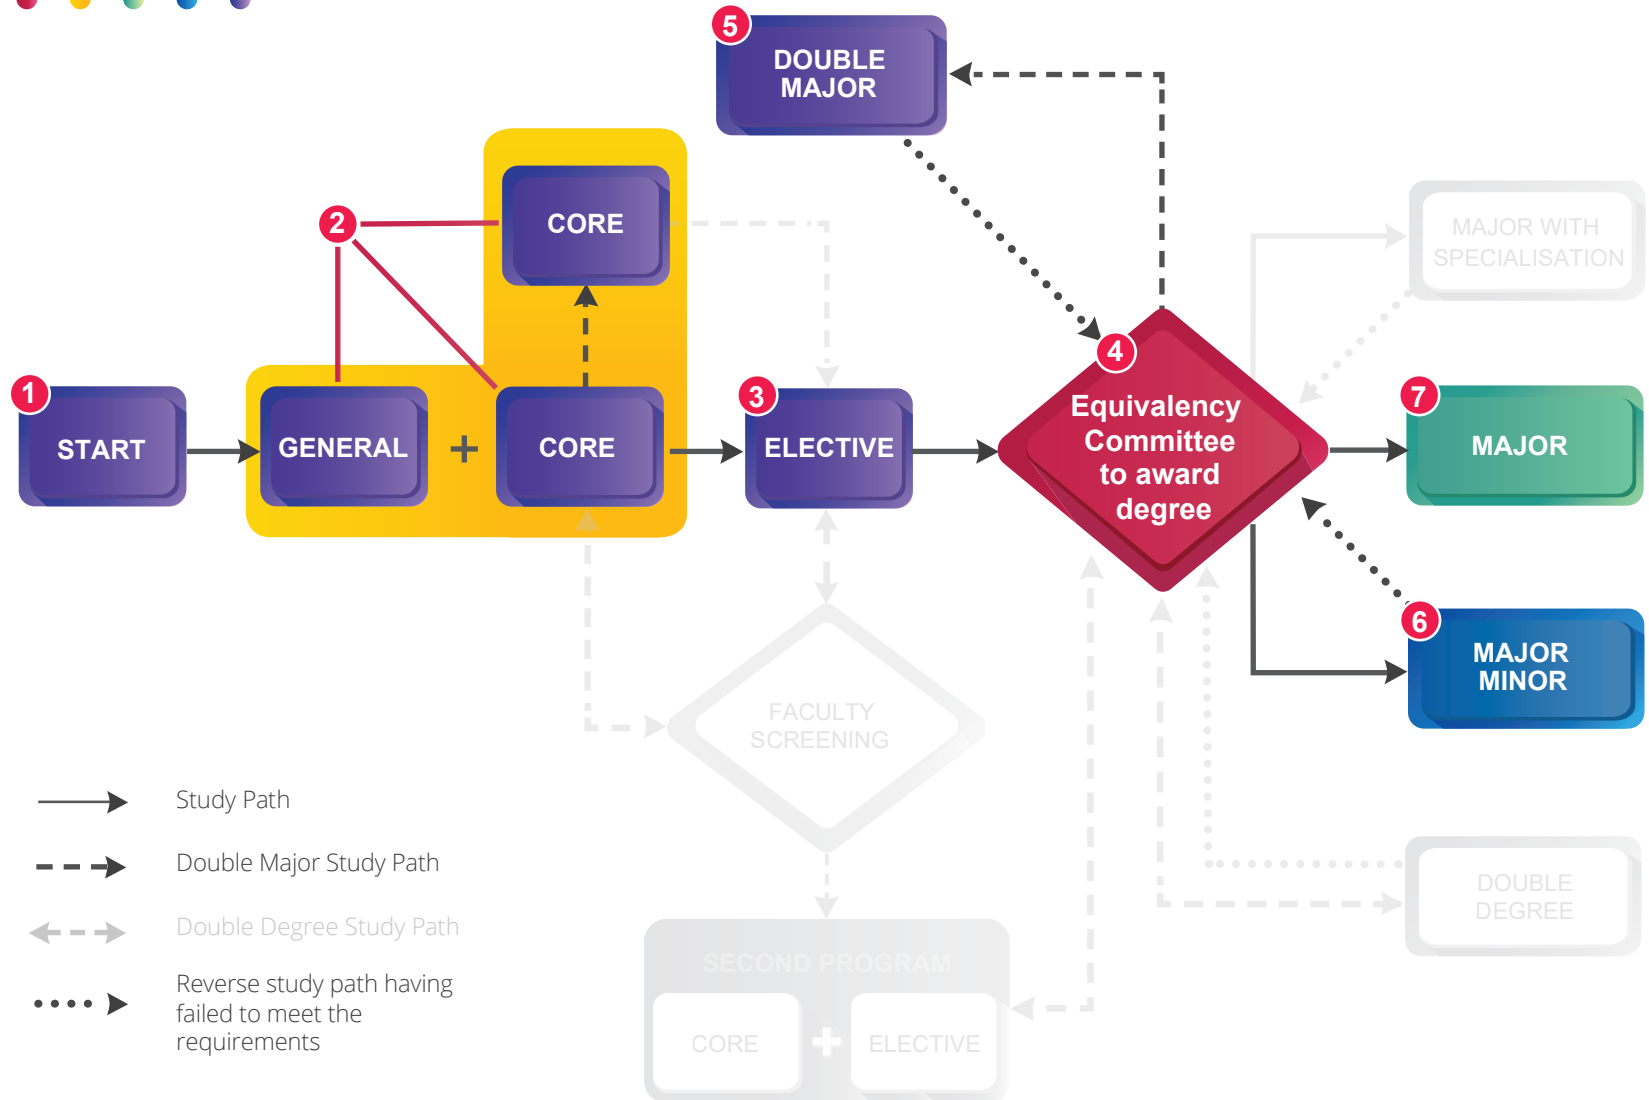 5
DOUBLE
MAJOR
2
CORE
MAJOR WITH
SPECIALISATION
1
START
GENERAL
+
CORE
3
ELECTIVE
4
Equivalency
Committee
to award
degree
7
MAJOR
6
MAJOR
MINOR
FACULTY
SCREENING
Study Path
Double Major Study Path
Double Degree Study Path
Reverse study path having
failed to meet the
requirements
DOUBLE
DEGREE
SECOND PROGRAM
CORE
+
ELECTIVE